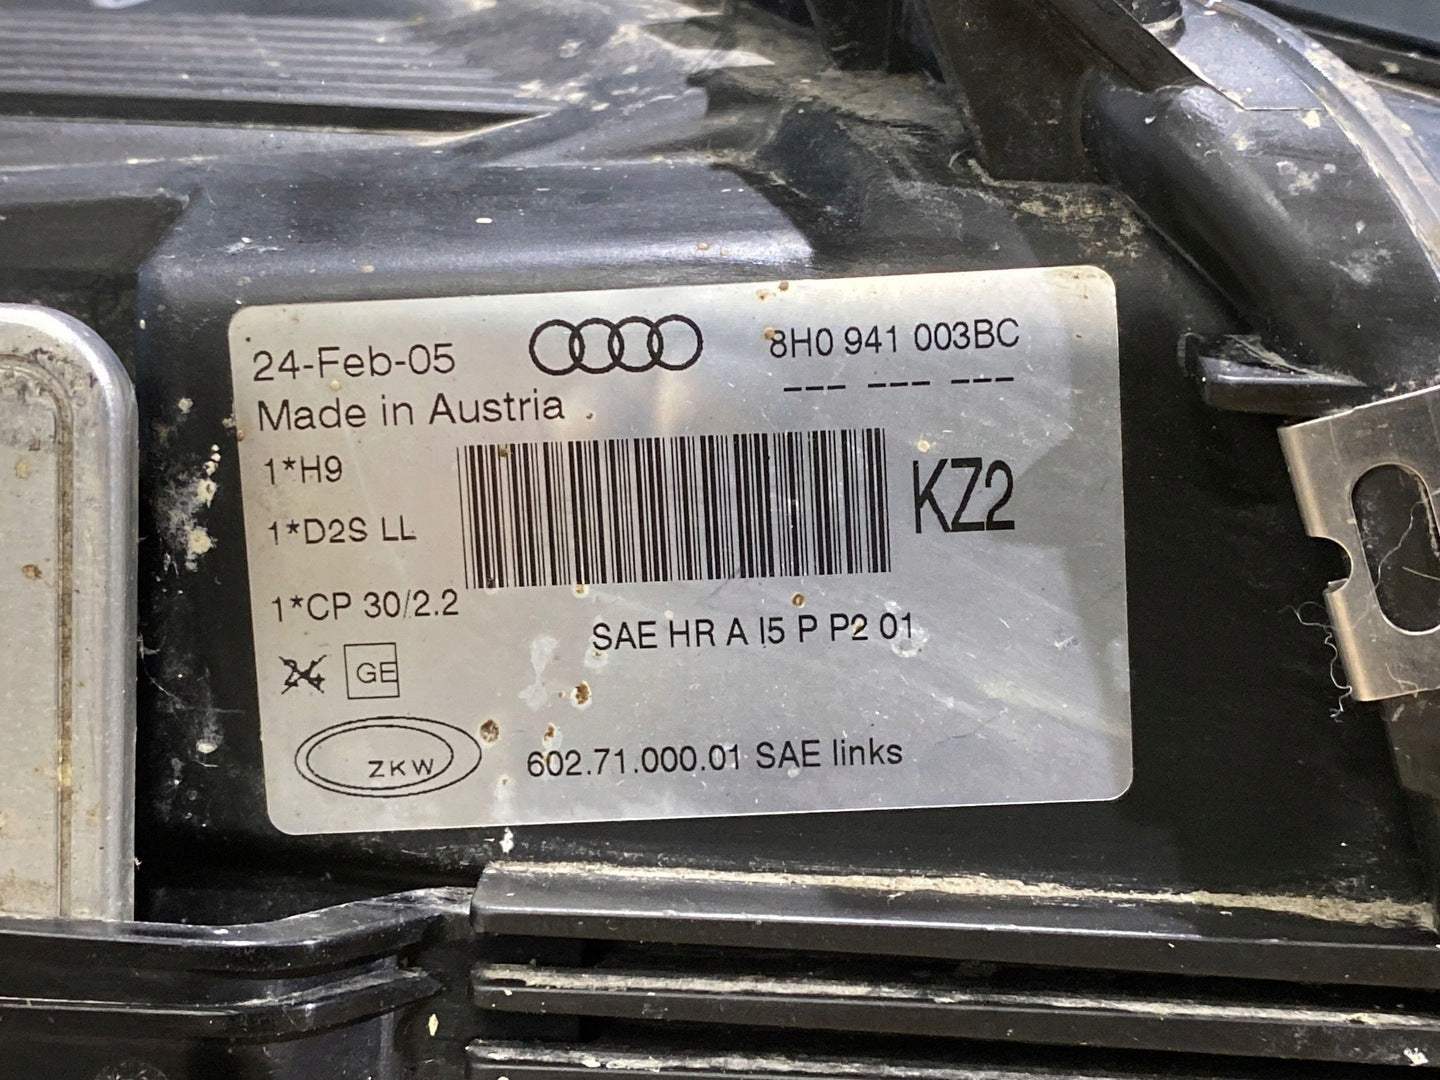 24-Feb-05
8H0 941 003BC
--- --- ---
Made in Austria
1*H9
KZ2
1*D2S LL
1*CP 30/2.2
SAE HR A I5 P P2 01
GE
ZKW
602.71.000.01 SAE links